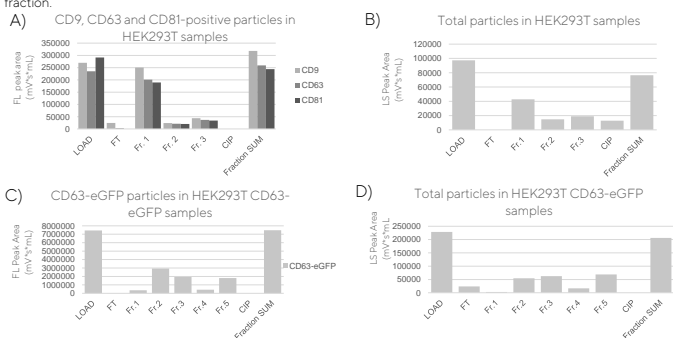 fraction.
A)
CD9, CD63 and CD81-positive particles in
HEK293T samples
FL peak area
(mV*s*mL)
350000
300000
250000
200000
150000
100000
50000
0
LOAD
FT
Fr. 1
Fr. 2
Fr. 3
CIP
Fraction SUM
CD9
CD63
CD81
B)
Total particles in HEK293T samples
LS Peak Area
(mV*s*mL)
120000
100000
80000
60000
40000
20000
0
LOAD
FT
Fr.1
Fr.2
Fr.3
CIP
Fraction SUM
C)
CD63-eGFP particles in HEK293T CD63-
eGFP samples
FL Peak Area
(mV*s*mL)
8000000
7000000
6000000
5000000
4000000
3000000
2000000
1000000
0
LOAD
FT
Fr.1
Fr.2
Fr.3
Fr.4
Fr.5
CIP
Fraction SUM
CD63-eGFP
D)
Total particles in HEK293T CD63-eGFP
samples
LS Peak Area
(mV*s*mL
250000
200000
150000
100000
50000
0
LOAD
FT
Fr.1
Fr.2
Fr.3
Fr.4
Fr.5
CIP
Fraction SUM